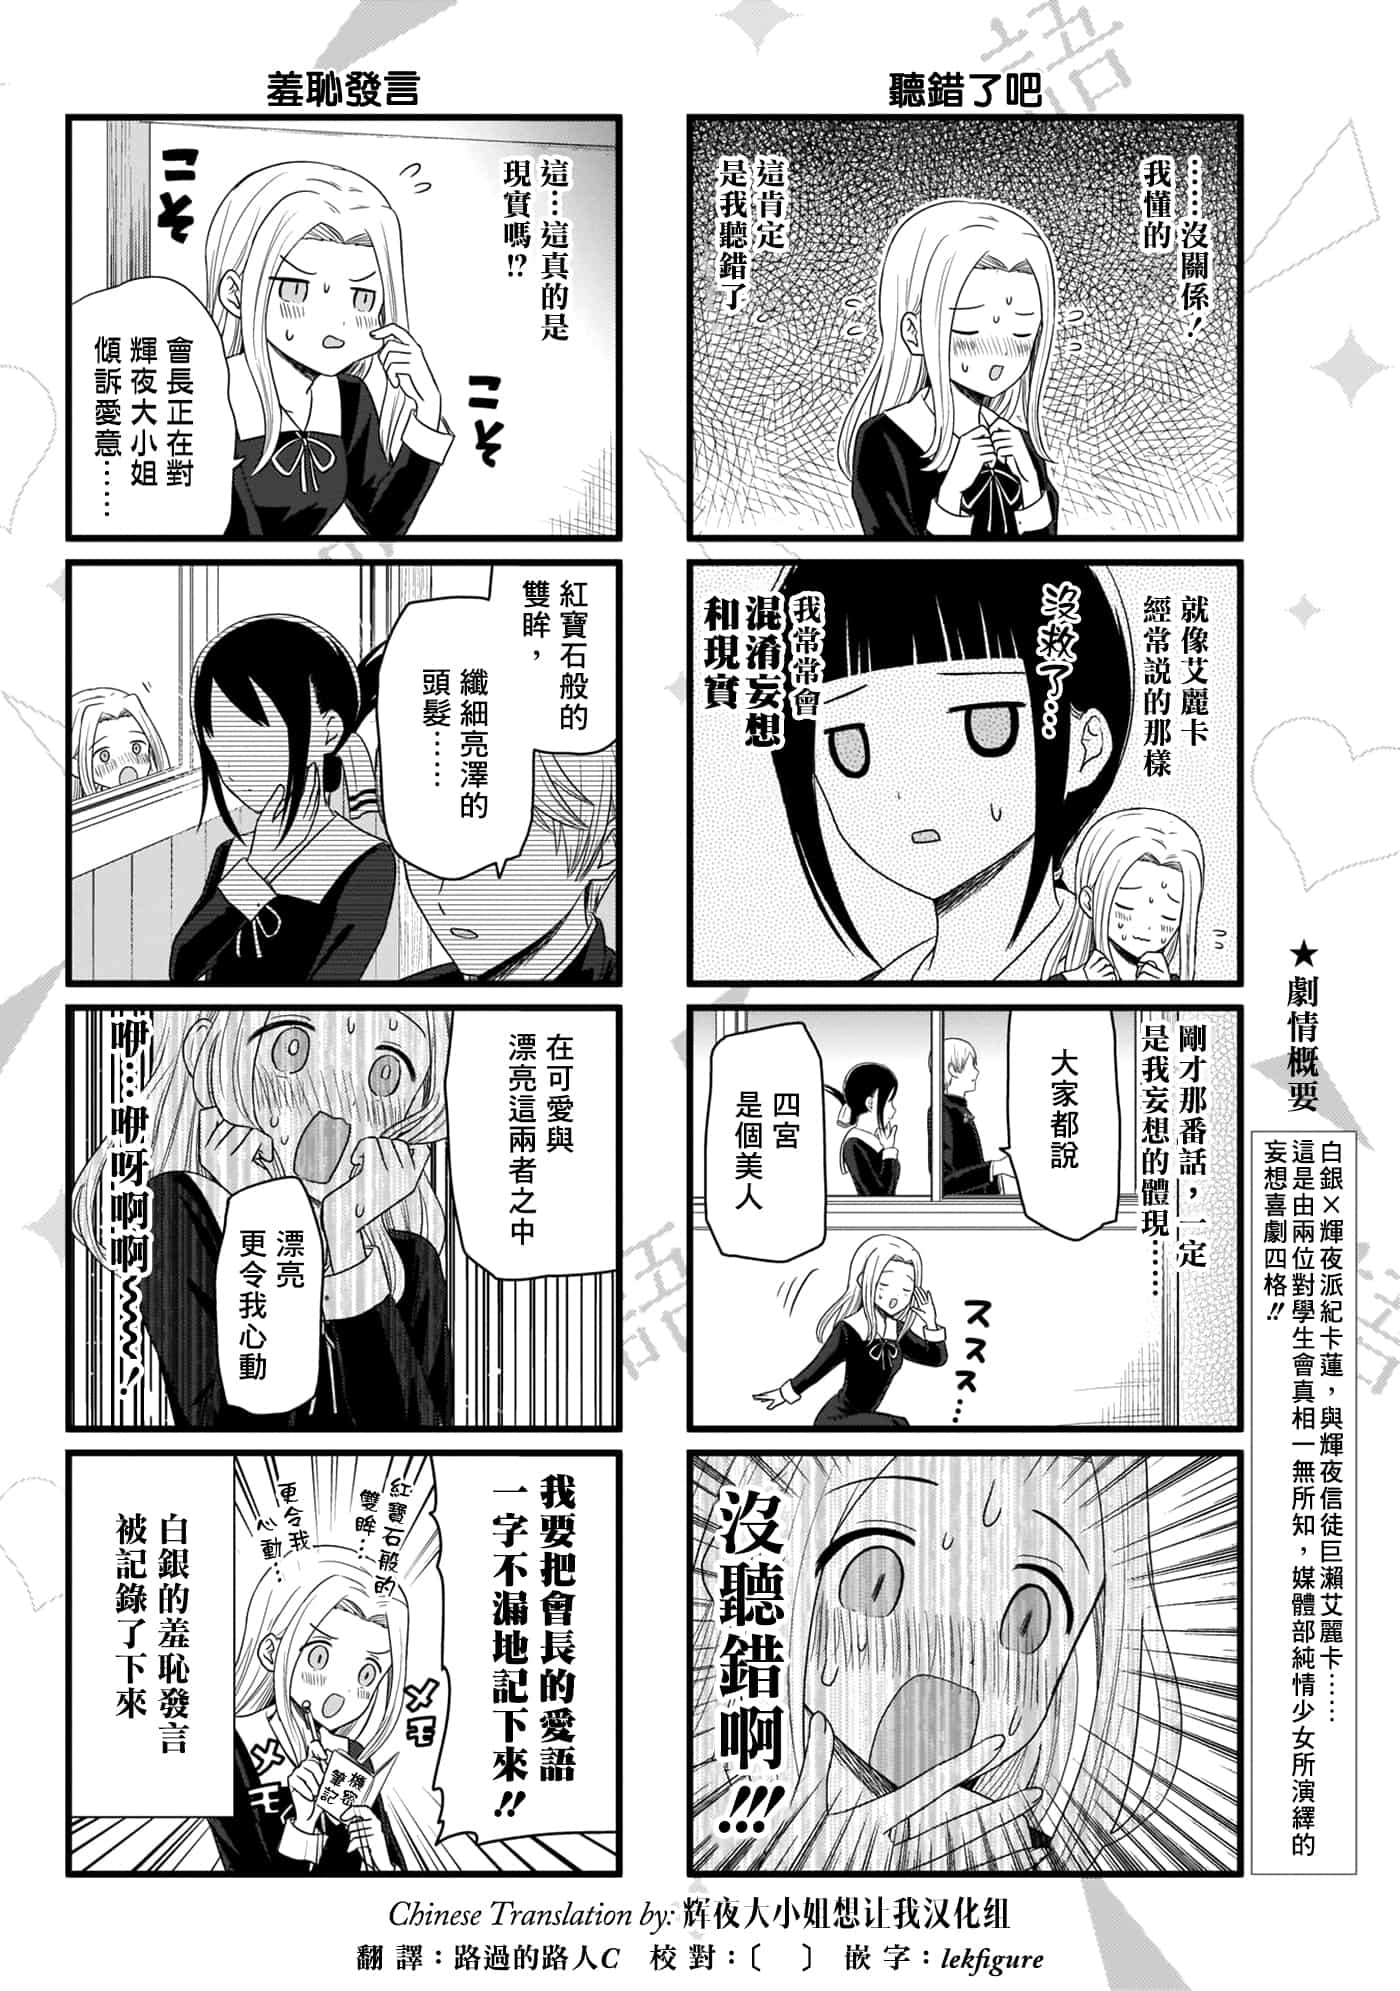 聽錯了吧
……沒關係！
我懂的
這肯定
是我聽錯了
就像艾麗卡
經常説的那樣
沒救了…
我常常會
混淆妄想
和現實
剛才那番話，一定
是我妄想的體現……
大家都說
四宮
是個美人
ススス…
沒聽錯啊!!!
羞恥發言
這…這真的是
現實嗎!?
こそ
こそ
會長正在對
輝夜大小姐
傾訴愛意……
紅寶石般的
雙眸，
纖細亮澤的
頭髮……
在可愛與
漂亮這兩者之中
漂亮
更令我心動
咿…咿呀啊啊～～～！
我要把會長的愛語
一字不漏地記下來!!
紅寶石般的
雙眸…
更令我
心動…
メモ
メモ
機密
筆記
白銀的羞恥發言
被記錄了下來
★劇情概要
白銀×輝夜派紀卡蓮，與輝夜信徒巨瀨艾麗卡……
這是由兩位對學生會真相一無所知，媒體部純情少女所演繹的
妄想喜劇四格!!
語
語
Chinese Translation by: 辉夜大小姐想让我汉化组
翻譯：路過的路人C 校對：〔 〕 嵌字：lekfigure